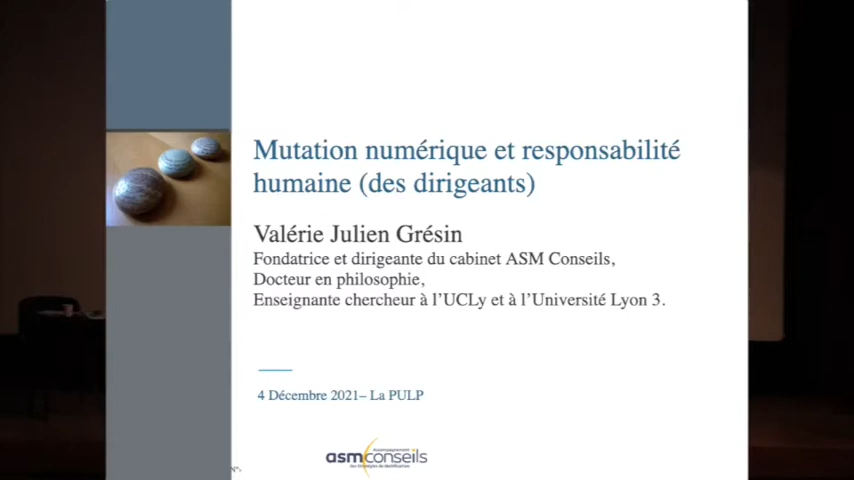 Mutation numérique et responsabilité
humaine (des dirigeants)
Valérie Julien Grésin
Fondatrice et dirigeante du cabinet ASM Conseils,
Docteur en philosophie,
Enseignante chercheur à l'UCLy et à l'Université Lyon 3.
4 Décembre 2021– La PULP
Accompagnement
asmconseils
N°